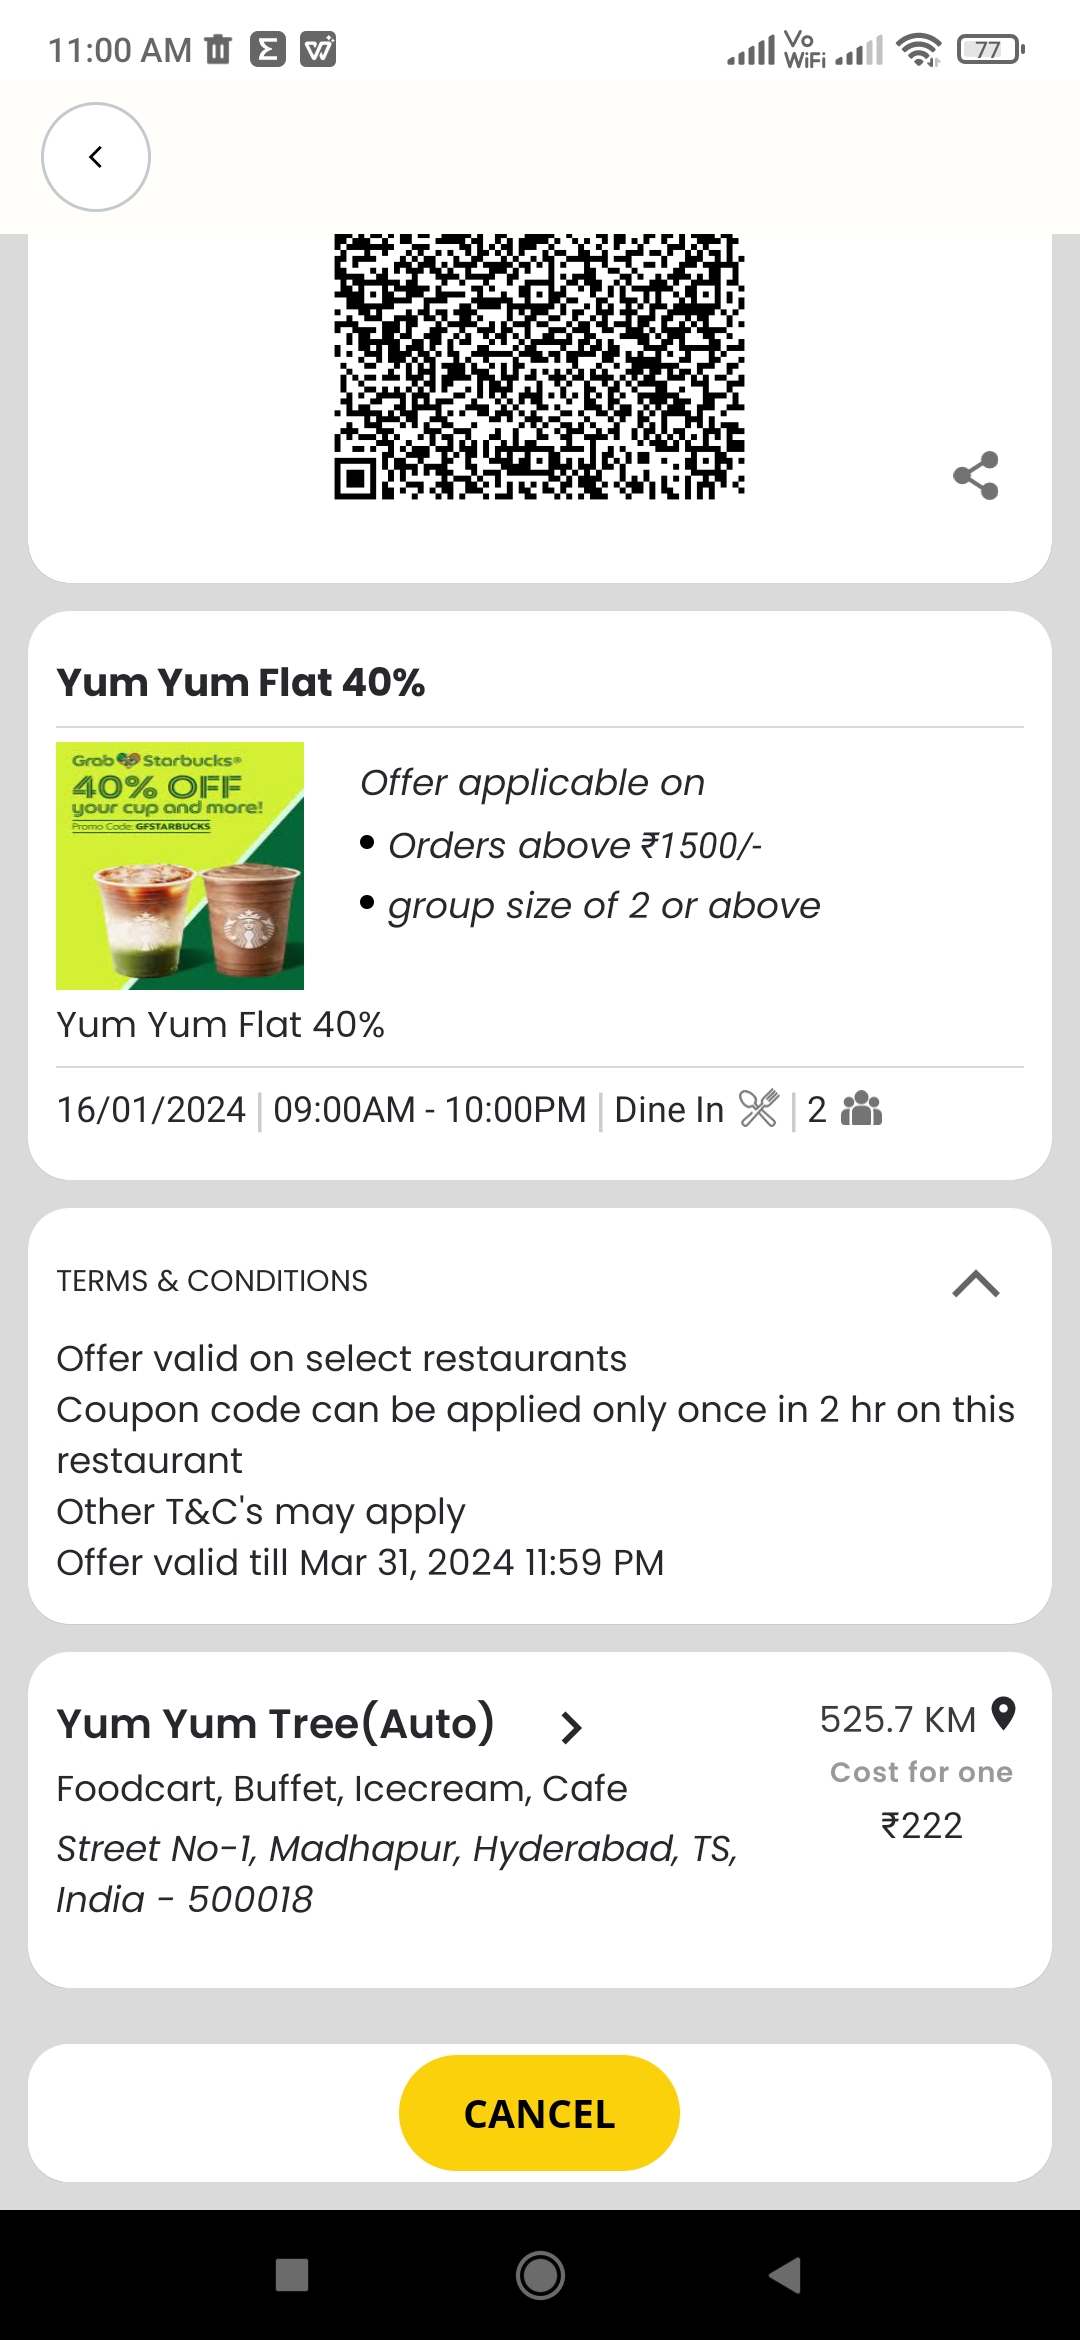 11:00 AM
Vo
WiFi
77
Yum Yum Flat 40%
Grab Starbucks®
40% OFF
your cup and more!
Promo Code: GFSTARBUCKS
Offer applicable on
• Orders above ₹1500/-
• group size of 2 or above
Yum Yum Flat 40%
16/01/2024 | 09:00AM - 10:00PM | Dine In | 2
TERMS & CONDITIONS
Offer valid on select restaurants
Coupon code can be applied only once in 2 hr on this
restaurant
Other T&C's may apply
Offer valid till Mar 31, 2024 11:59 PM
Yum Yum Tree(Auto)
525.7 KM
Foodcart, Buffet, Icecream, Cafe
Cost for one
₹222
Street No-1, Madhapur, Hyderabad, TS,
India - 500018
CANCEL